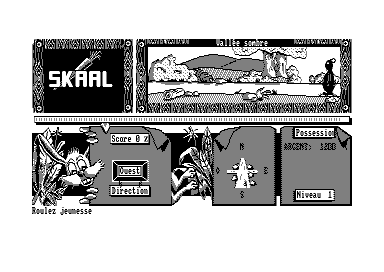 Vallée sombre
SKAAL
Score 0 %
Ouest
Direction
N
O E
S
Possession
ARGENT: 1200
Niveau 1
Roulez jeunesse